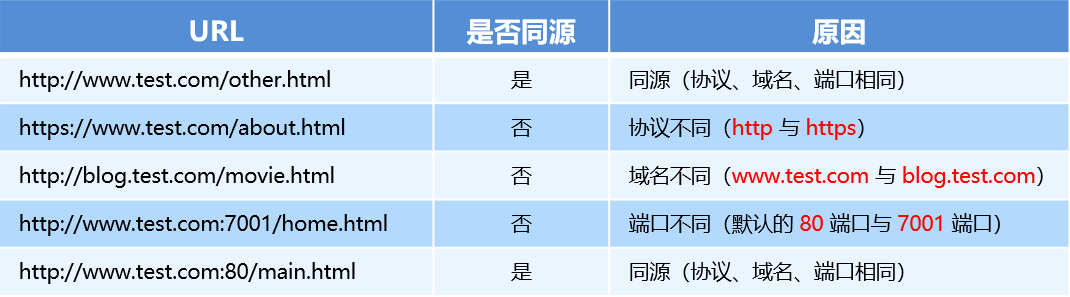 URL 是否同源 原因
http://www.test.com/other.html 是 同源（协议、域名、端口相同）
https://www.test.com/about.html 否 协议不同（http 与 https）
http://blog.test.com/movie.html 否 域名不同（www.test.com 与 blog.test.com）
http://www.test.com:7001/home.html 否 端口不同（默认的 80 端口与 7001 端口）
http://www.test.com:80/main.html 是 同源（协议、域名、端口相同）